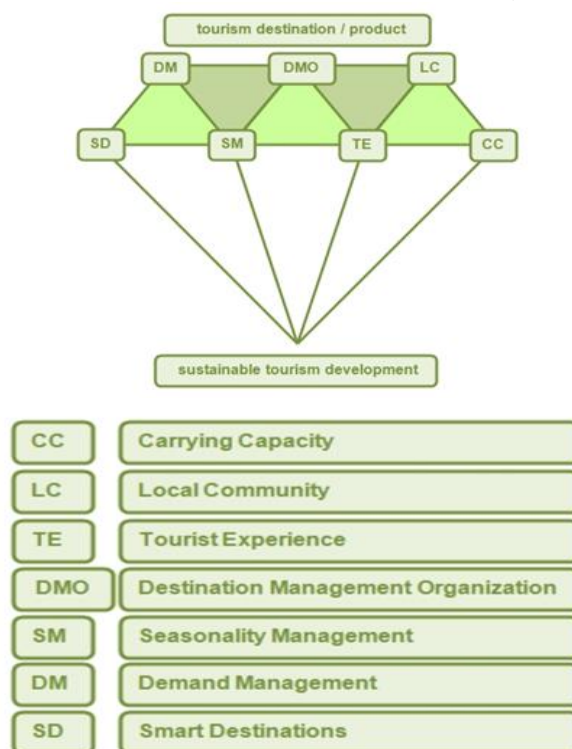 tourism destination / product
DM DMO LC
SD SM TE CC
sustainable tourism development
CC Carrying Capacity
LC Local Community
TE Tourist Experience
DMO Destination Management Organization
SM Seasonality Management
DM Demand Management
SD Smart Destinations